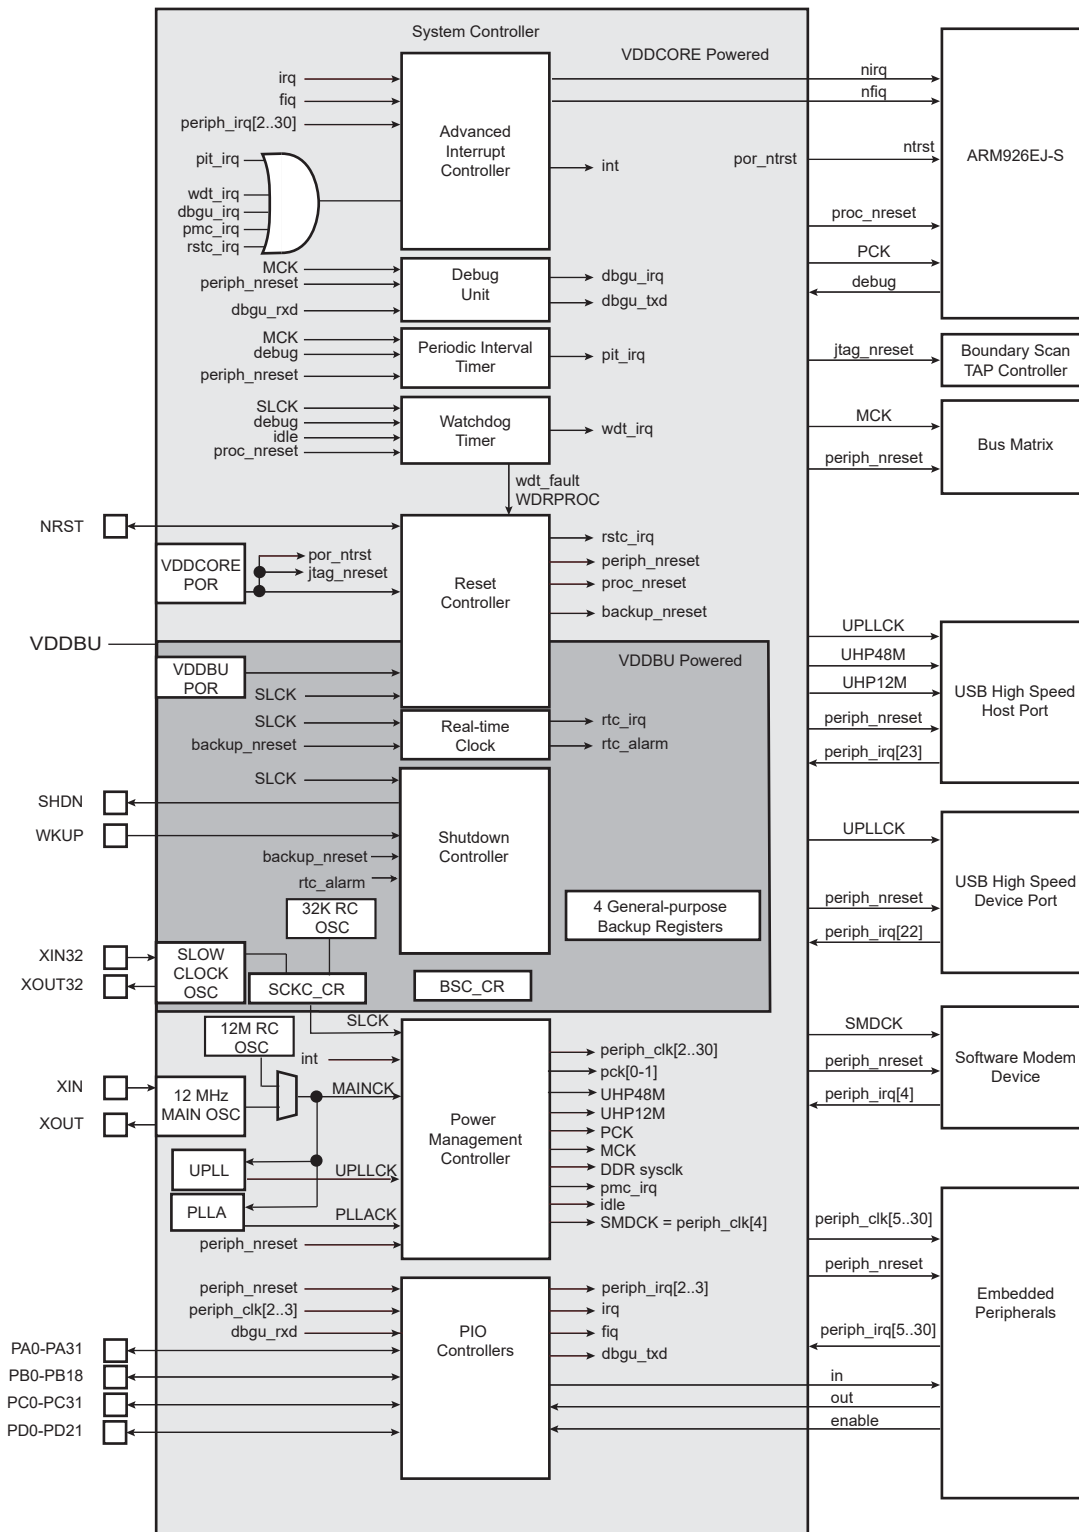 System Controller
VDDCORE Powered
irq
fiq
periph_irq[2..30]
pit_irq
wdt_irq
dbgu_irq
pmc_irq
rstc_irq
Advanced
Interrupt
Controller
int
por_ntrst
nirq
nfiq
ntrst
proc_nreset
PCK
debug
ARM926EJ-S
MCK
periph_nreset
dbgu_rxd
Debug
Unit
dbgu_irq
dbgu_txd
MCK
debug
periph_nreset
Periodic Interval
Timer
pit_irq
jtag_nreset
Boundary Scan
TAP Controller
SLCK
debug
idle
proc_nreset
Watchdog
Timer
wdt_irq
MCK
periph_nreset
Bus Matrix
wdt_fault
WDRPROC
NRST
VDDCORE
POR
por_ntrst
jtag_nreset
Reset
Controller
rstc_irq
periph_nreset
proc_nreset
backup_nreset
VDDBU
VDDBU Powered
VDDBU
POR
SLCK
UPLLCK
UHP48M
UHP12M
periph_nreset
periph_irq[23]
USB High Speed
Host Port
SLCK
backup_nreset
Real-time
Clock
rtc_irq
rtc_alarm
SLCK
SHDN
WKUP
backup_nreset
rtc_alarm
Shutdown
Controller
UPLLCK
periph_nreset
periph_irq[22]
USB High Speed
Device Port
32K RC
OSC
4 General-purpose
Backup Registers
XIN32
XOUT32
SLOW
CLOCK
OSC
SCKC_CR
BSC_CR
SLCK
12M RC
OSC
int
XIN
XOUT
12 MHz
MAIN OSC
MAINCK
UPLL
UPLLCK
PLLA
PLLACK
periph_nreset
Power
Management
Controller
periph_clk[2..30]
pck[0-1]
UHP48M
UHP12M
PCK
MCK
DDR sysclk
pmc_irq
idle
SMDCK = periph_clk[4]
SMDCK
periph_nreset
periph_irq[4]
Software Modem
Device
periph_nreset
periph_clk[2..3]
dbgu_rxd
PA0-PA31
PB0-PB18
PC0-PC31
PD0-PD21
PIO
Controllers
periph_irq[2..3]
irq
fiq
dbgu_txd
periph_clk[5..30]
periph_nreset
periph_irq[5..30]
in
out
enable
Embedded
Peripherals